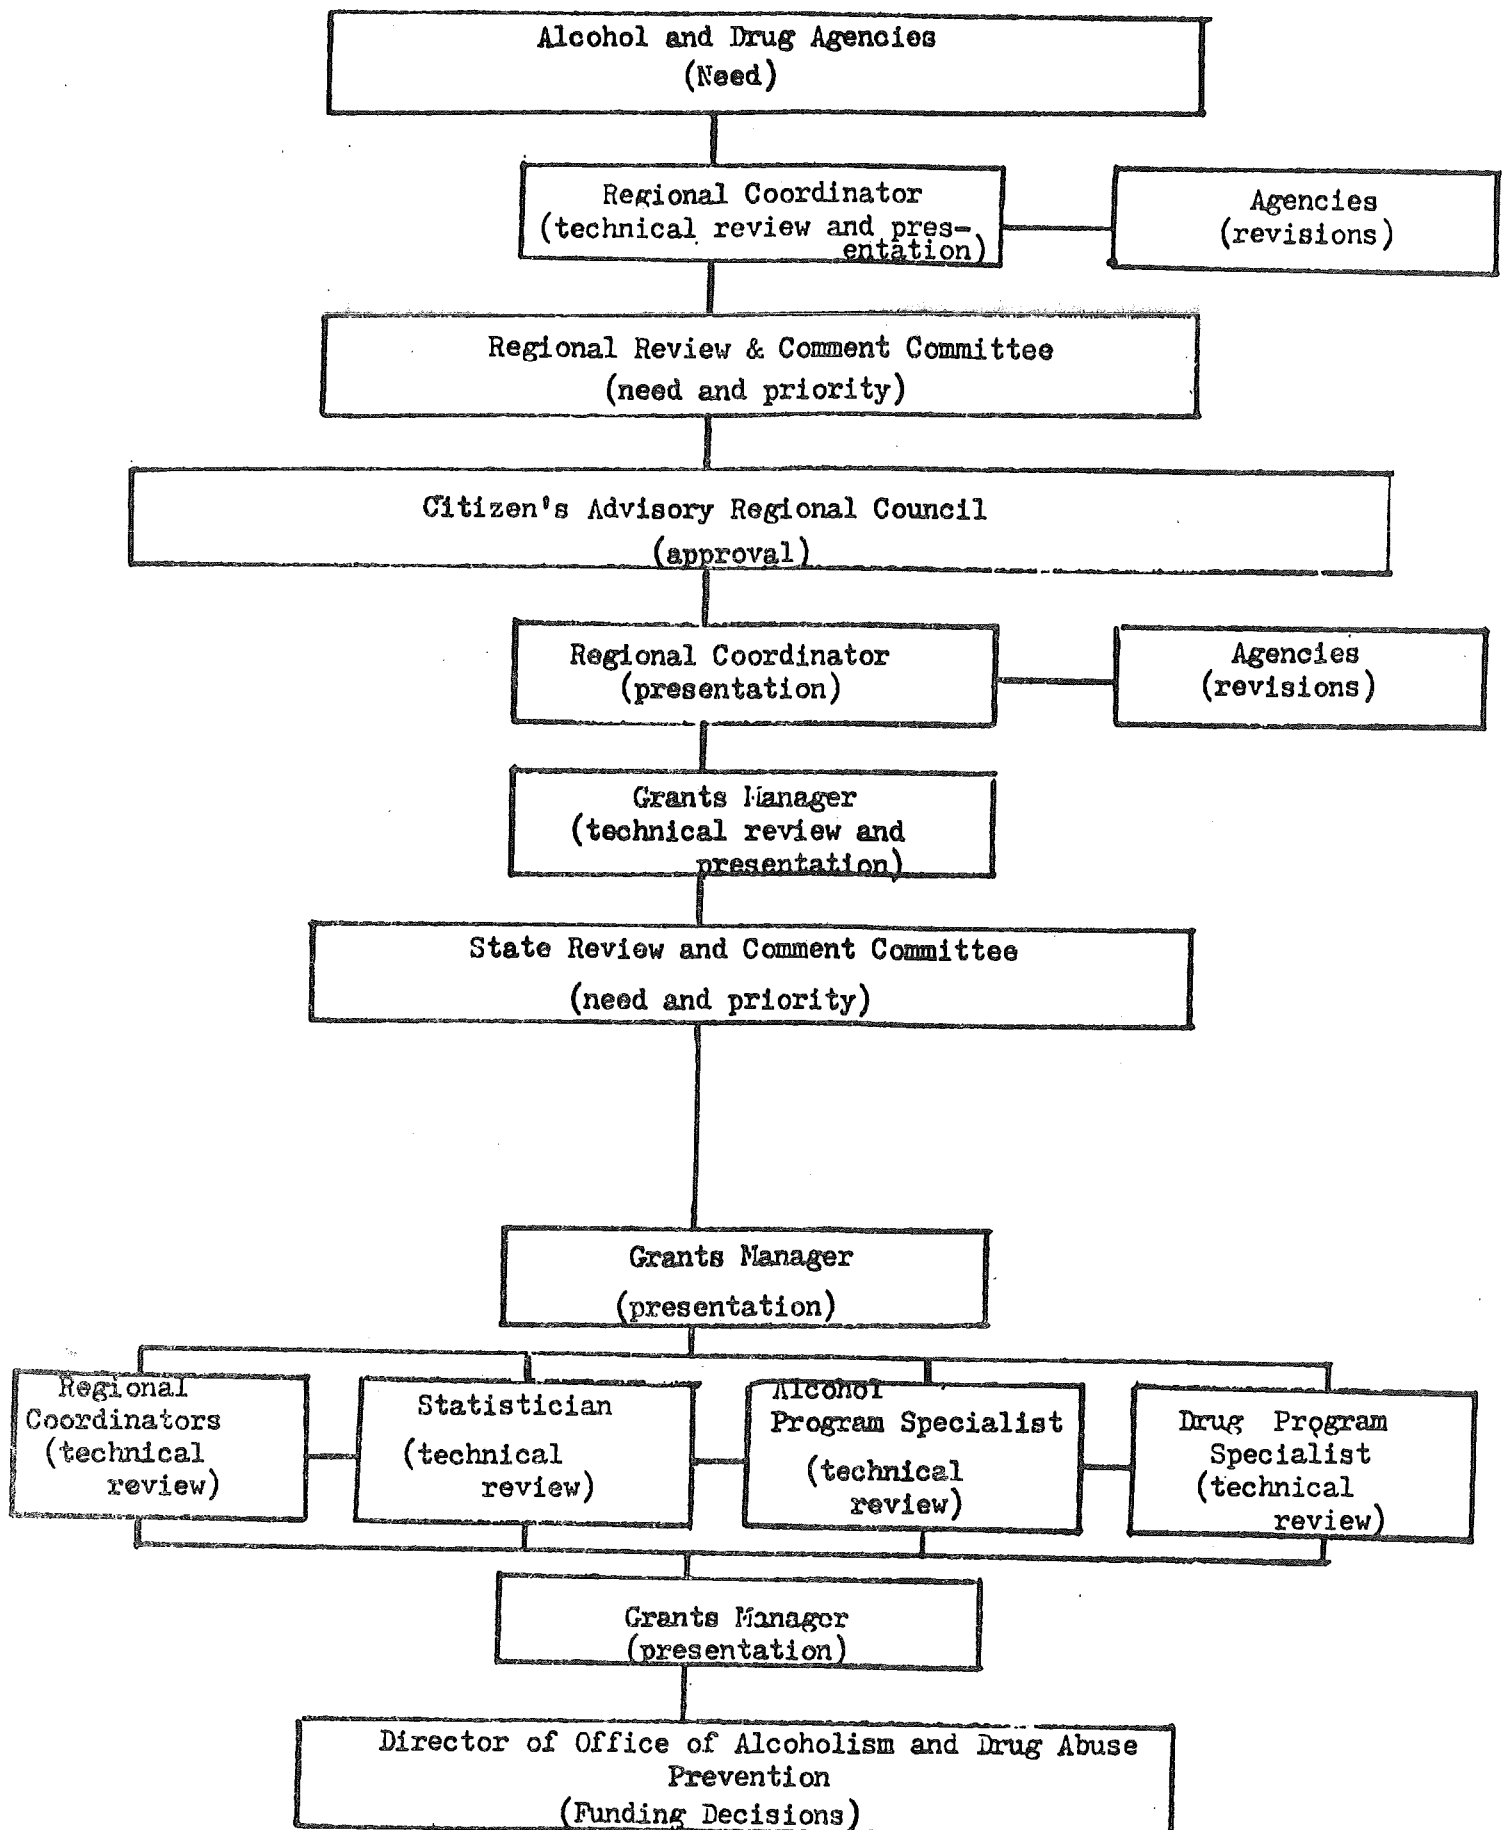 Alcohol and Drug Agencies
(Need)
Regional Coordinator
(technical review and pres-
entation)
Agencies
(revisions)
Regional Review & Comment Committee
(need and priority)
Citizen's Advisory Regional Council
(approval)
Regional Coordinator
(presentation)
Agencies
(revisions)
Grants Manager
(technical review and
presentation)
State Review and Comment Committee
(need and priority)
Grants Manager
(presentation)
Regional
Coordinators
(technical
review)
Statistician
(technical
review)
Alcohol
Program Specialist
(technical
review)
Drug Program
Specialist
(technical
review)
Grants Manager
(presentation)
Director of Office of Alcoholism and Drug Abuse
Prevention
(Funding Decisions)